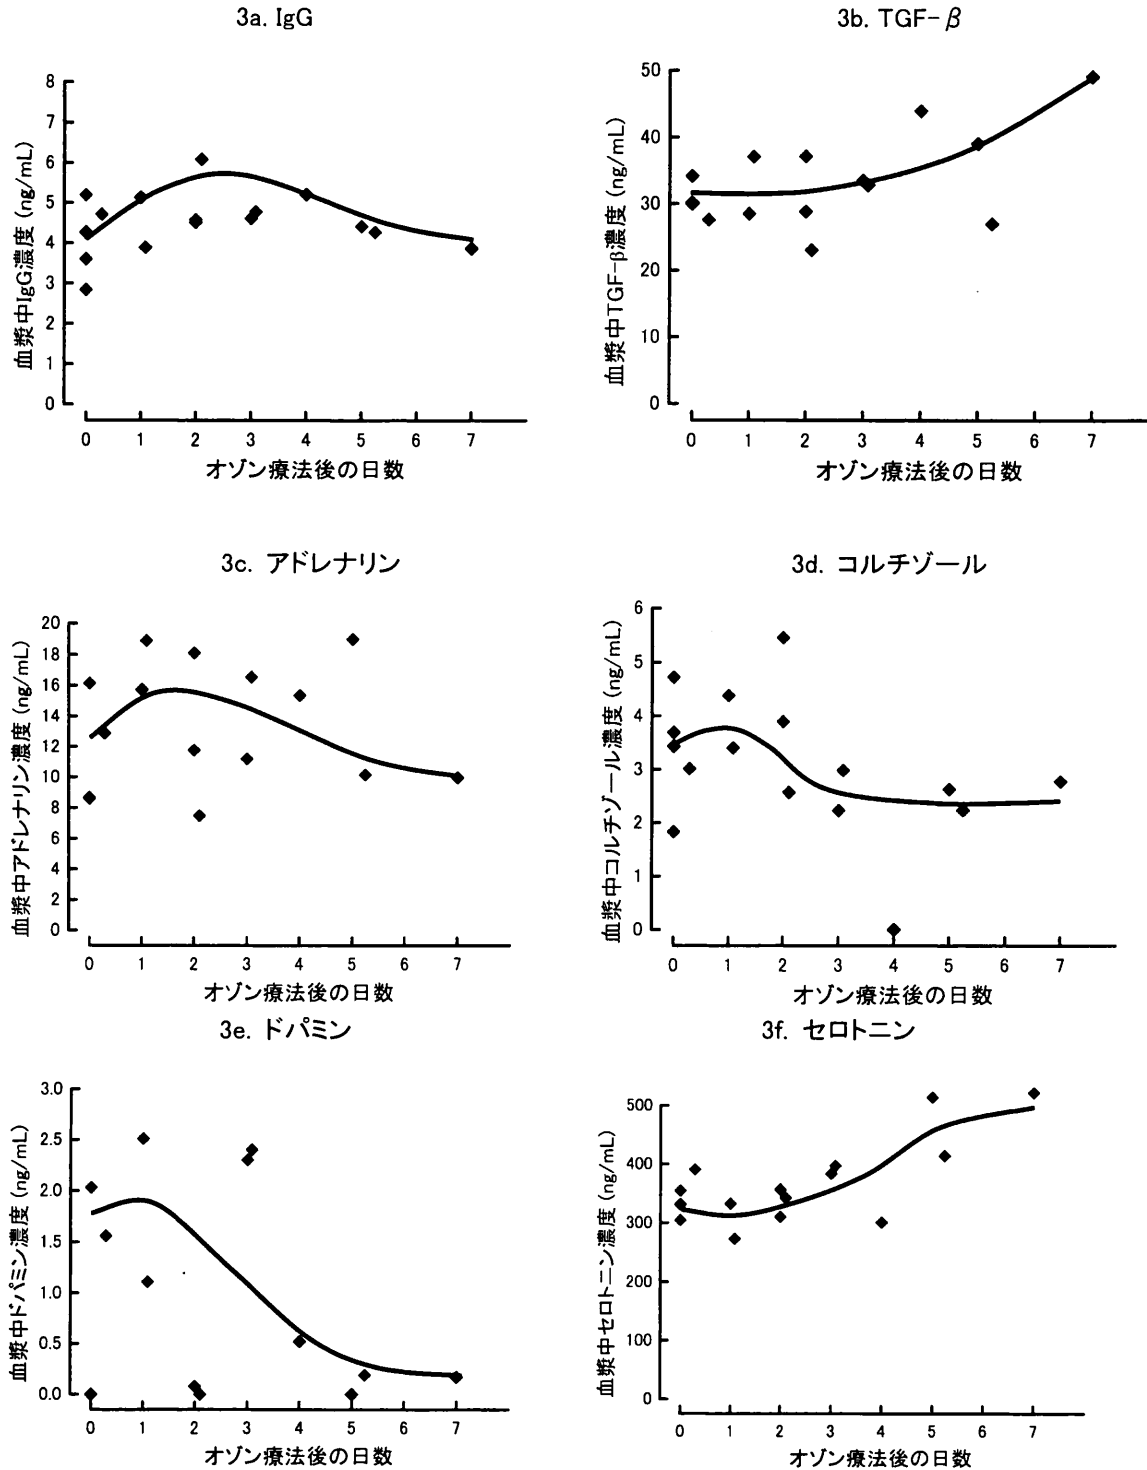 3a. IgG
血漿中IgG濃度 (ng/mL)
8
7
6
5
4
3
2
1
0
0 1 2 3 4 5 6 7
オゾン療法後の日数
3b. TGF-β
血漿中TGF-β濃度 (ng/mL)
50
40
30
20
10
0
0 1 2 3 4 5 6 7
オゾン療法後の日数
3c. アドレナリン
血漿中アドレナリン濃度 (ng/mL)
20
18
16
14
12
10
8
6
4
2
0
0 1 2 3 4 5 6 7
オゾン療法後の日数
3d. コルチゾール
血漿中コルチゾール濃度 (ng/mL)
6
5
4
3
2
1
0
0 1 2 3 4 5 6 7
オゾン療法後の日数
3e. ドパミン
血漿中ドパミン濃度 (ng/mL)
3.0
2.5
2.0
1.5
1.0
0.5
0.0
0 1 2 3 4 5 6 7
オゾン療法後の日数
3f. セロトニン
血漿中セロトニン濃度 (ng/mL)
500
400
300
200
100
0
0 1 2 3 4 5 6 7
オゾン療法後の日数